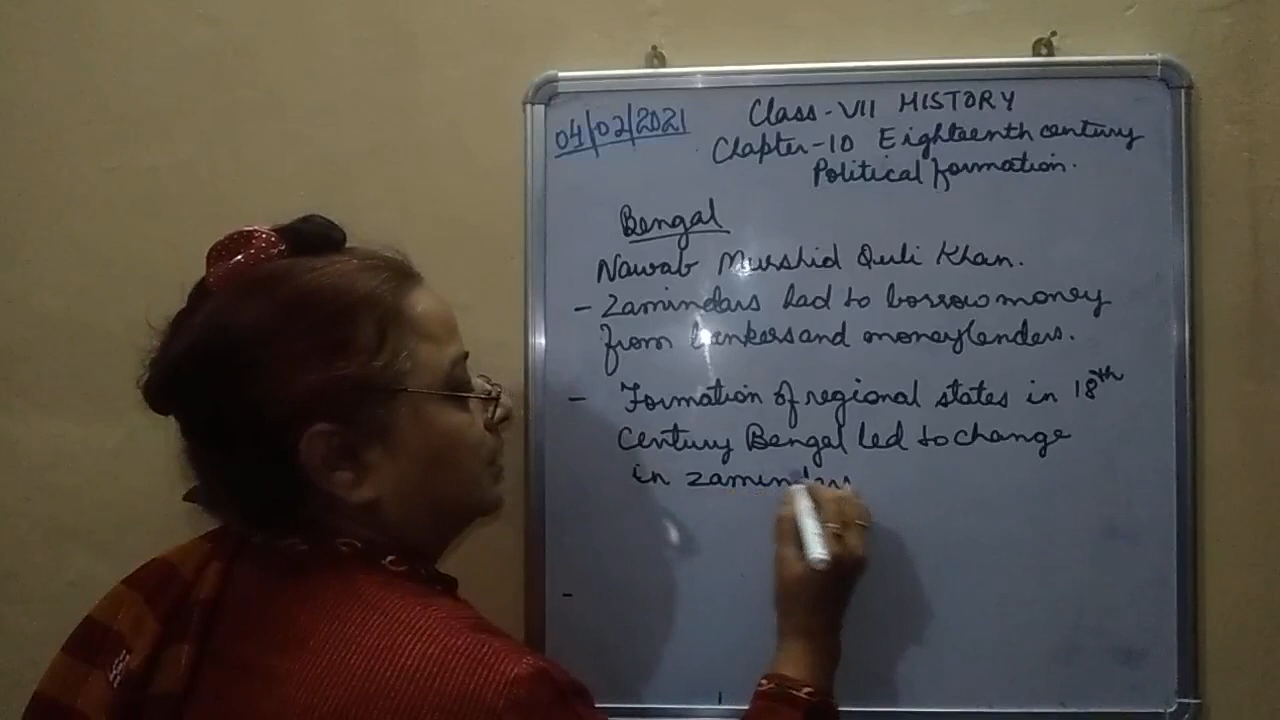 04/02/2021
Class-VII HISTORY
Chapter-10 Eighteenth century
Political formation.
Bengal
Nawab Murshid Quli Khan.
- Zamindars had to borrow money
from bankers and moneylenders.
- Formation of regional states in 18th
Century Bengal led to change
in zamindars